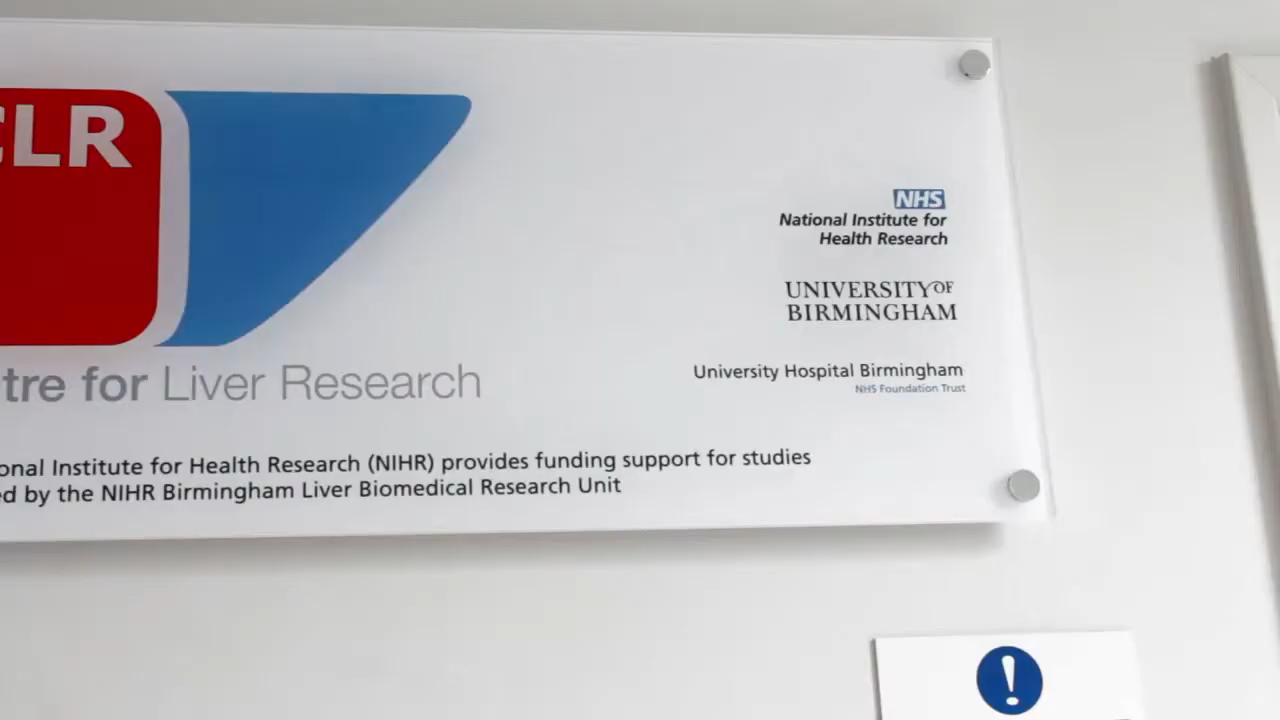 CLR
NHS
National Institute for
Health Research
UNIVERSITY OF
BIRMINGHAM
tre for Liver Research
University Hospital Birmingham
NHS Foundation Trust
onal Institute for Health Research (NIHR) provides funding support for studies
ed by the NIHR Birmingham Liver Biomedical Research Unit
!